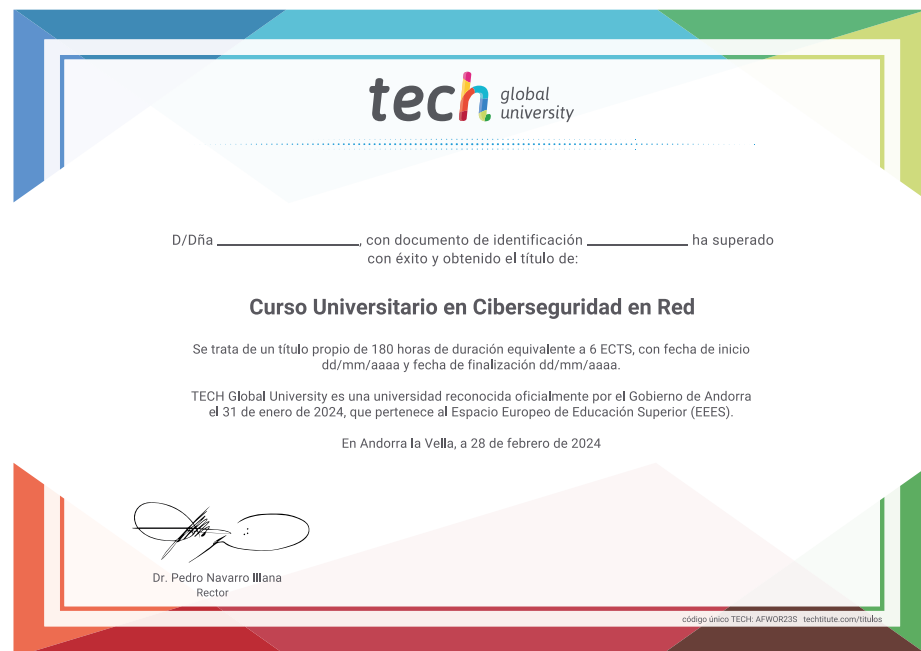 tech global university
D/Dña ____________________, con documento de identificación ______________ ha superado
con éxito y obtenido el título de:
Curso Universitario en Ciberseguridad en Red
Se trata de un título propio de 180 horas de duración equivalente a 6 ECTS, con fecha de inicio
dd/mm/aaaa y fecha de finalización dd/mm/aaaa.
TECH Global University es una universidad reconocida oficialmente por el Gobierno de Andorra
el 31 de enero de 2024, que pertenece al Espacio Europeo de Educación Superior (EEES).
En Andorra la Vella, a 28 de febrero de 2024
Dr. Pedro Navarro Illana
Rector
código único TECH: AFWOR23S techtitute.com/titulos